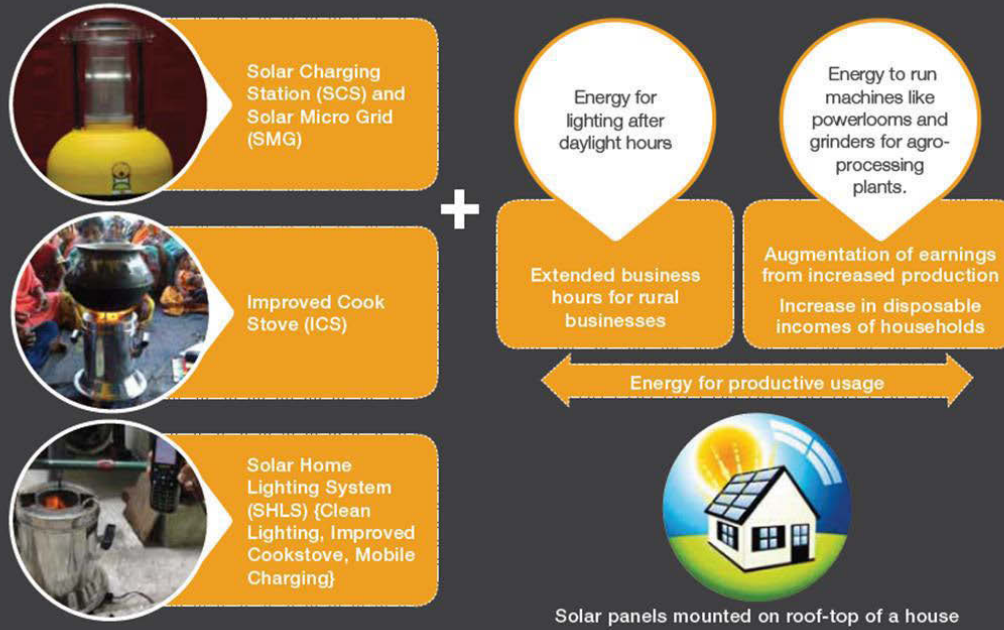 Solar Charging
Station (SCS) and
Solar Micro Grid
(SMG)
Improved Cook
Stove (ICS)
Solar Home
Lighting System
(SHLS) {Clean
Lighting, Improved
Cookstove, Mobile
Charging}
+
Energy for
lighting after
daylight hours
Extended business
hours for rural
businesses
Energy to run
machines like
powerlooms and
grinders for agro-
processing
plants.
Augmentation of earnings
from increased production
Increase in disposable
incomes of households
Energy for productive usage
Solar panels mounted on roof-top of a house